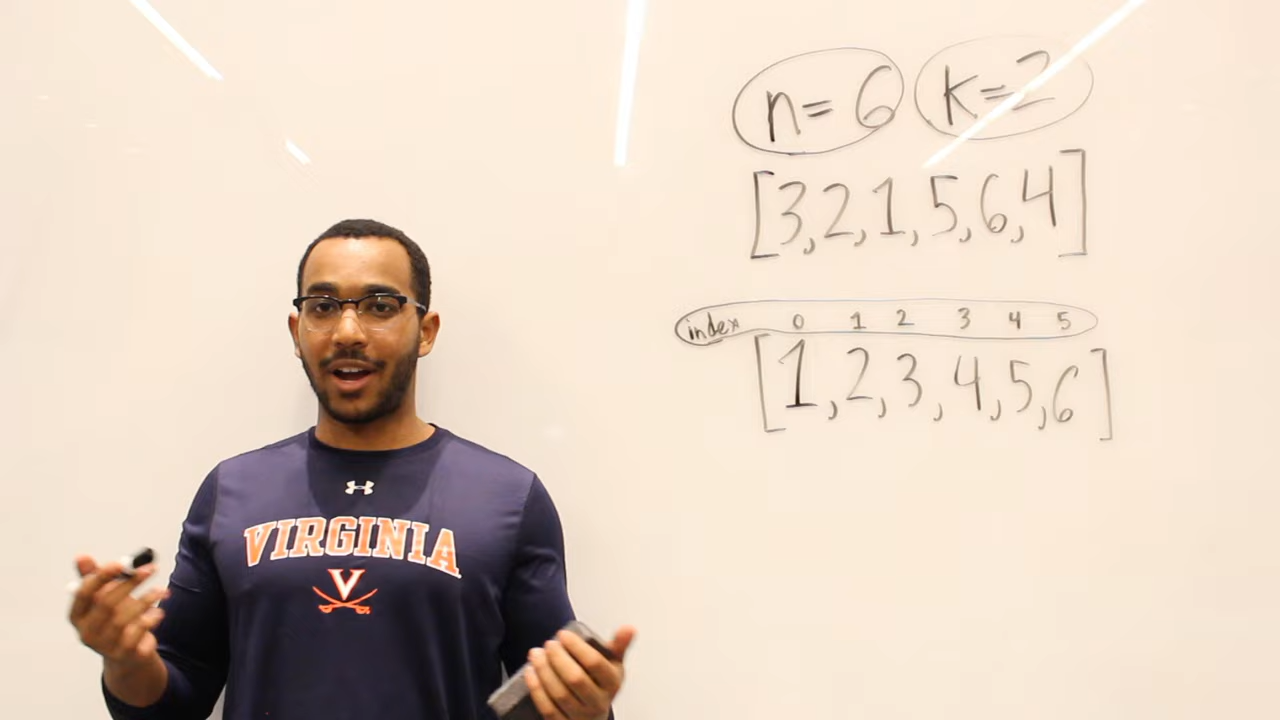 n=6 k=2
[3,2,1,5,6,4]
index 0 1 2 3 4 5
[1,2,3,4,5,6]
VIRGINIA
V